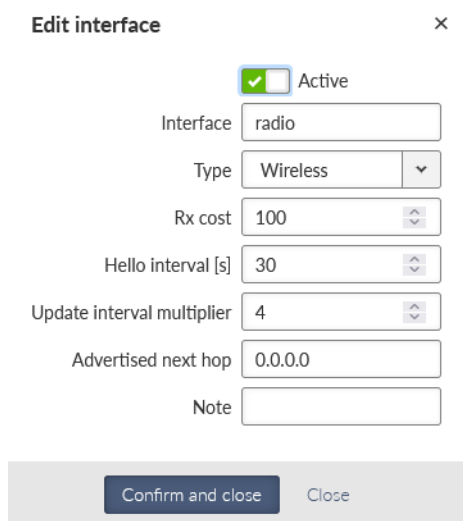 Edit interface ×
Active
Interface radio
Type Wireless
Rx cost 100
Hello interval [s] 30
Update interval multiplier 4
Advertised next hop 0.0.0.0
Note
Confirm and close Close